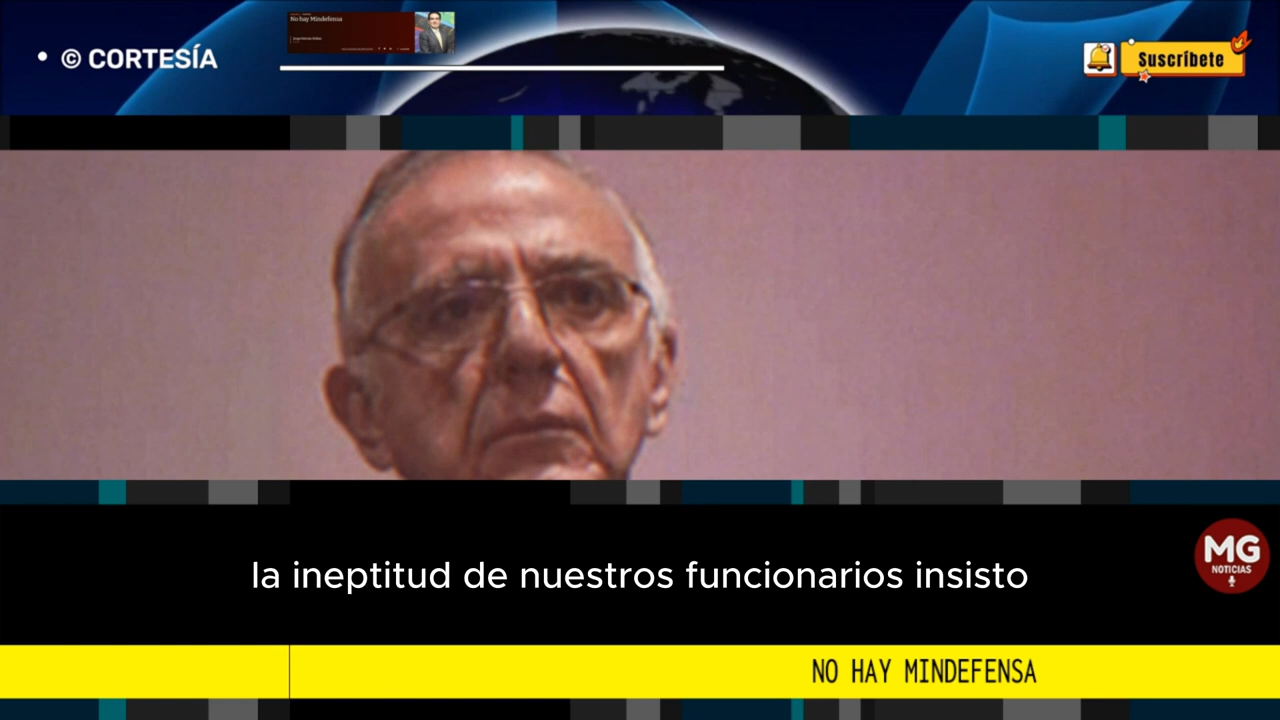 No hay Mindefensa
• © CORTESÍA
Suscríbete
la ineptitud de nuestros funcionarios insisto
MG
NOTICIAS
NO HAY MINDEFENSA